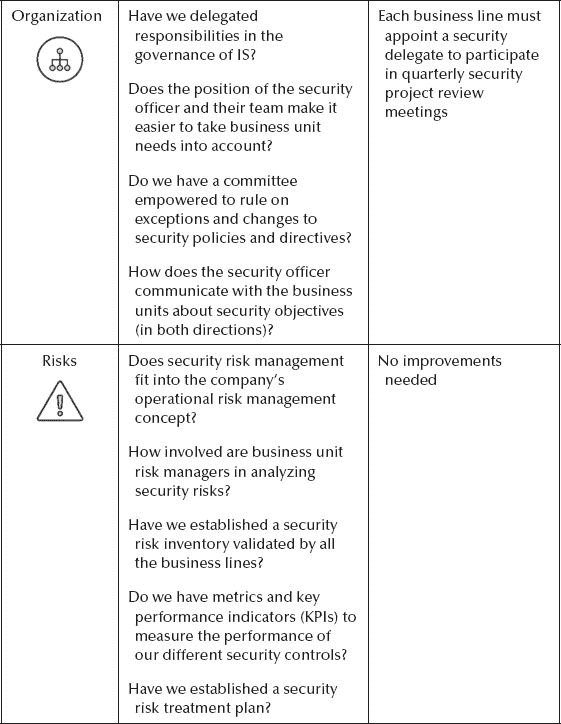 Organization
Have we delegated
responsibilities in the
governance of IS?
Does the position of the security
officer and their team make it
easier to take business unit
needs into account?
Do we have a committee
empowered to rule on
exceptions and changes to
security policies and directives?
How does the security officer
communicate with the business
units about security objectives
(in both directions)?
Each business line must
appoint a security
delegate to participate
in quarterly security
project review
meetings
Risks
Does security risk management
fit into the company's
operational risk management
concept?
How involved are business unit
risk managers in analyzing
security risks?
Have we established a security
risk inventory validated by all
the business lines?
Do we have metrics and key
performance indicators (KPIs) to
measure the performance of
our different security controls?
Have we established a security
risk treatment plan?
No improvements
needed